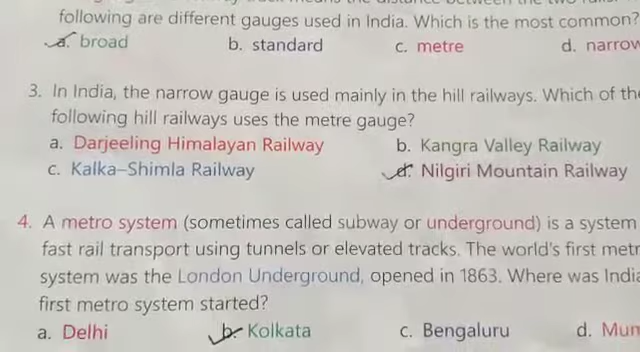 following are different gauges used in India. Which is the most common?
a. broad b. standard c. metre d. narrow
3. In India, the narrow gauge is used mainly in the hill railways. Which of the
following hill railways uses the metre gauge?
a. Darjeeling Himalayan Railway b. Kangra Valley Railway
c. Kalka–Shimla Railway d. Nilgiri Mountain Railway
4. A metro system (sometimes called subway or underground) is a system
fast rail transport using tunnels or elevated tracks. The world's first metr
system was the London Underground, opened in 1863. Where was India
first metro system started?
a. Delhi b. Kolkata c. Bengaluru d. Mum